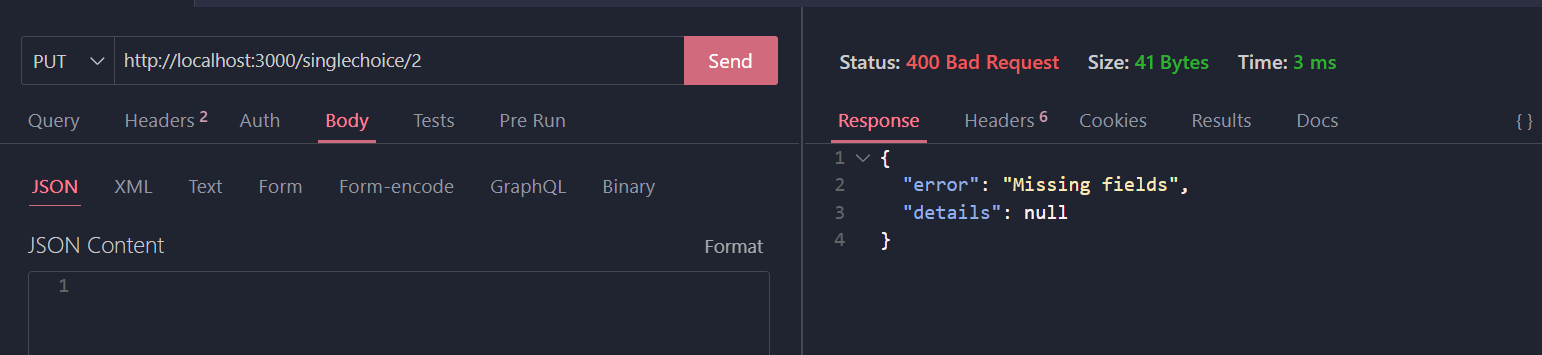 PUT http://localhost:3000/singlechoice/2 Send
Query Headers 2 Auth Body Tests Pre Run
JSON XML Text Form Form-encode GraphQL Binary
JSON Content Format
1
Status: 400 Bad Request Size: 41 Bytes Time: 3 ms
Response Headers 6 Cookies Results Docs { }
1 {
2 "error": "Missing fields",
3 "details": null
4 }